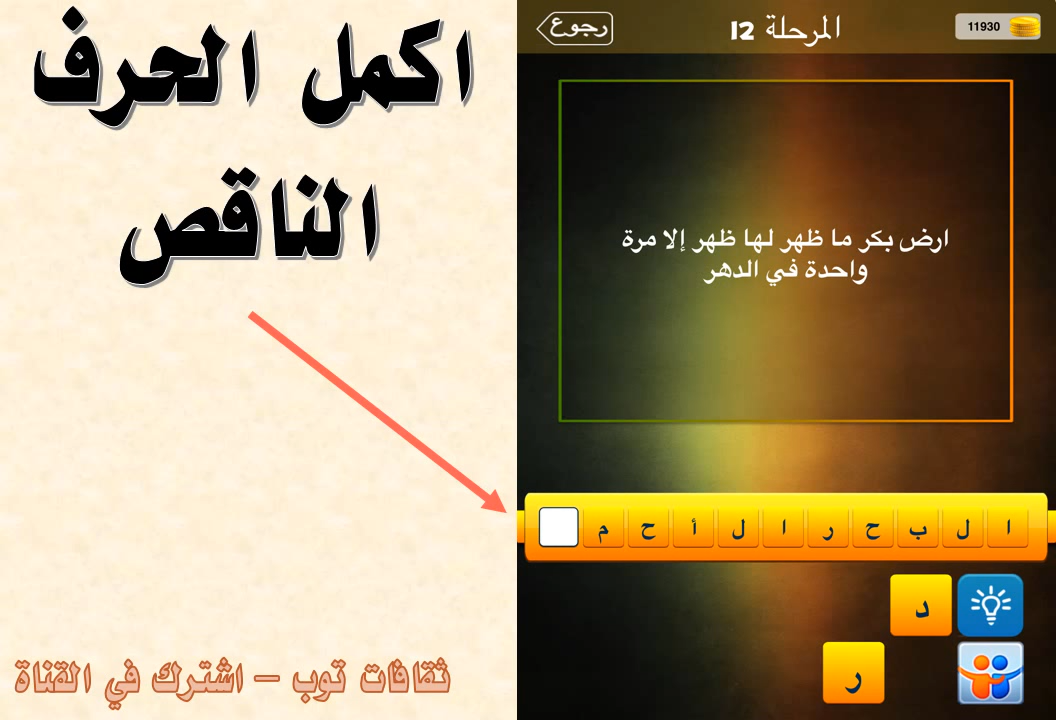 اكمل الحرف
الناقص
ثقافات توب – اشترك في القناة
رجوع
المرحلة 12
11930
ارض بكر ما ظهر لها ظهر إلا مرة
واحدة في الدهر
ا ل ب ح ر ا ل أ ح م
د
ر